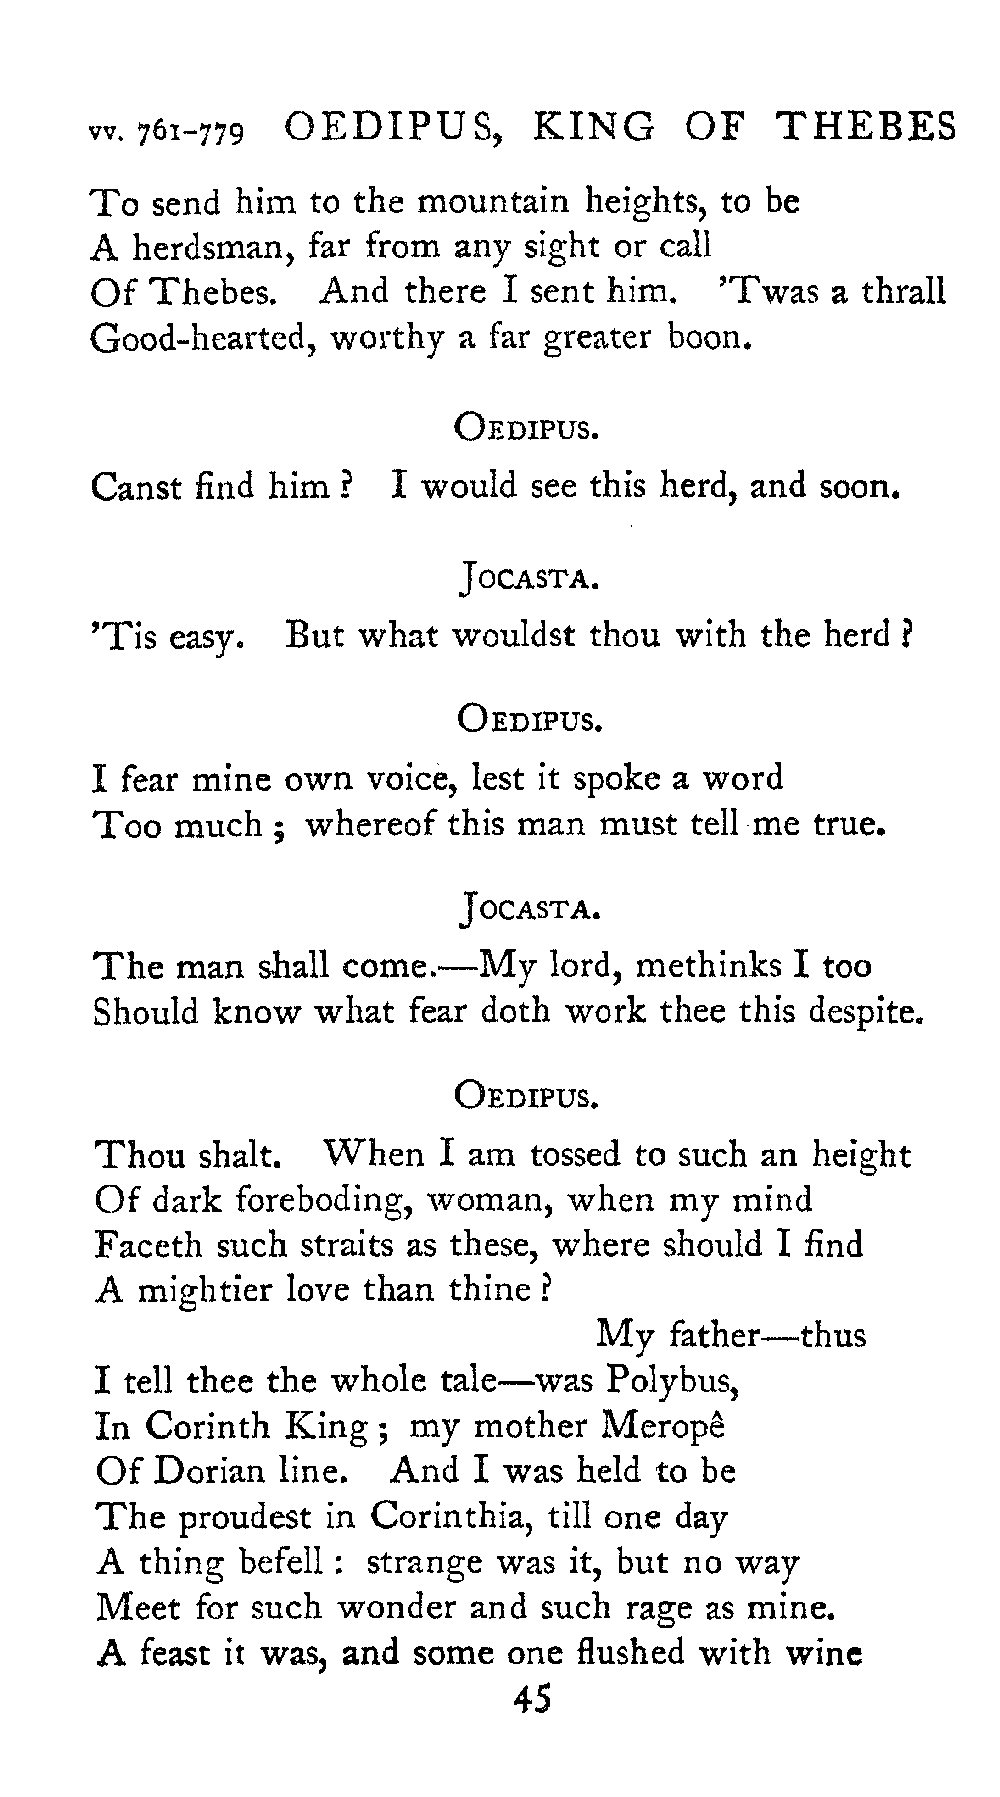 vv. 761-779 OEDIPUS, KING OF THEBES
To send him to the mountain heights, to be
A herdsman, far from any sight or call
Of Thebes. And there I sent him. 'Twas a thrall
Good-hearted, worthy a far greater boon.
OEDIPUS.
Canst find him? I would see this herd, and soon.
JOCASTA.
'Tis easy. But what wouldst thou with the herd?
OEDIPUS.
I fear mine own voice, lest it spoke a word
Too much; whereof this man must tell me true.
JOCASTA.
The man shall come.—My lord, methinks I too
Should know what fear doth work thee this despite.
OEDIPUS.
Thou shalt. When I am tossed to such an height
Of dark foreboding, woman, when my mind
Faceth such straits as these, where should I find
A mightier love than thine?
My father—thus
I tell thee the whole tale—was Polybus,
In Corinth King; my mother Meropê
Of Dorian line. And I was held to be
The proudest in Corinthia, till one day
A thing befell: strange was it, but no way
Meet for such wonder and such rage as mine.
A feast it was, and some one flushed with wine
45